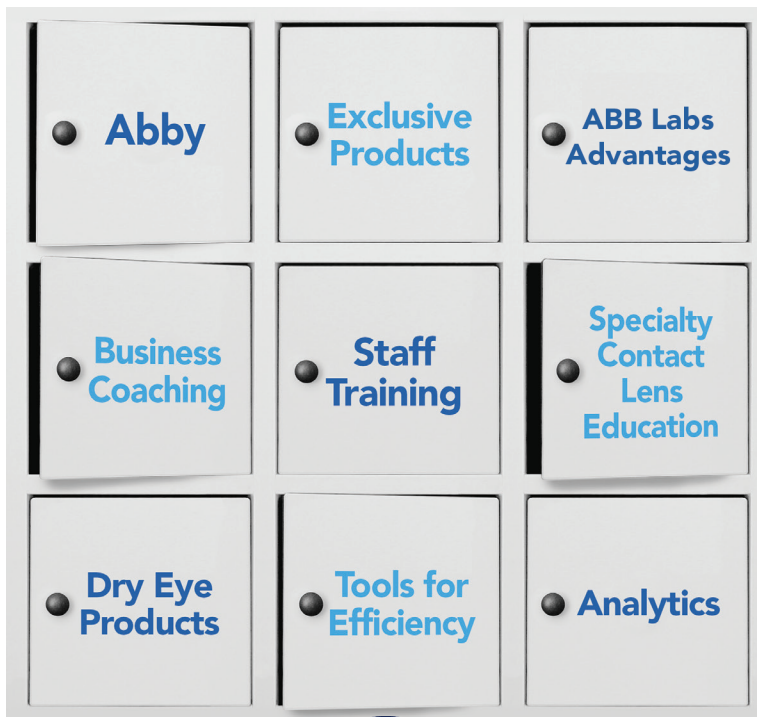 Abby
Exclusive
Products
ABB Labs
Advantages
Business
Coaching
Staff
Training
Specialty
Contact
Lens
Education
Dry Eye
Products
Tools for
Efficiency
Analytics